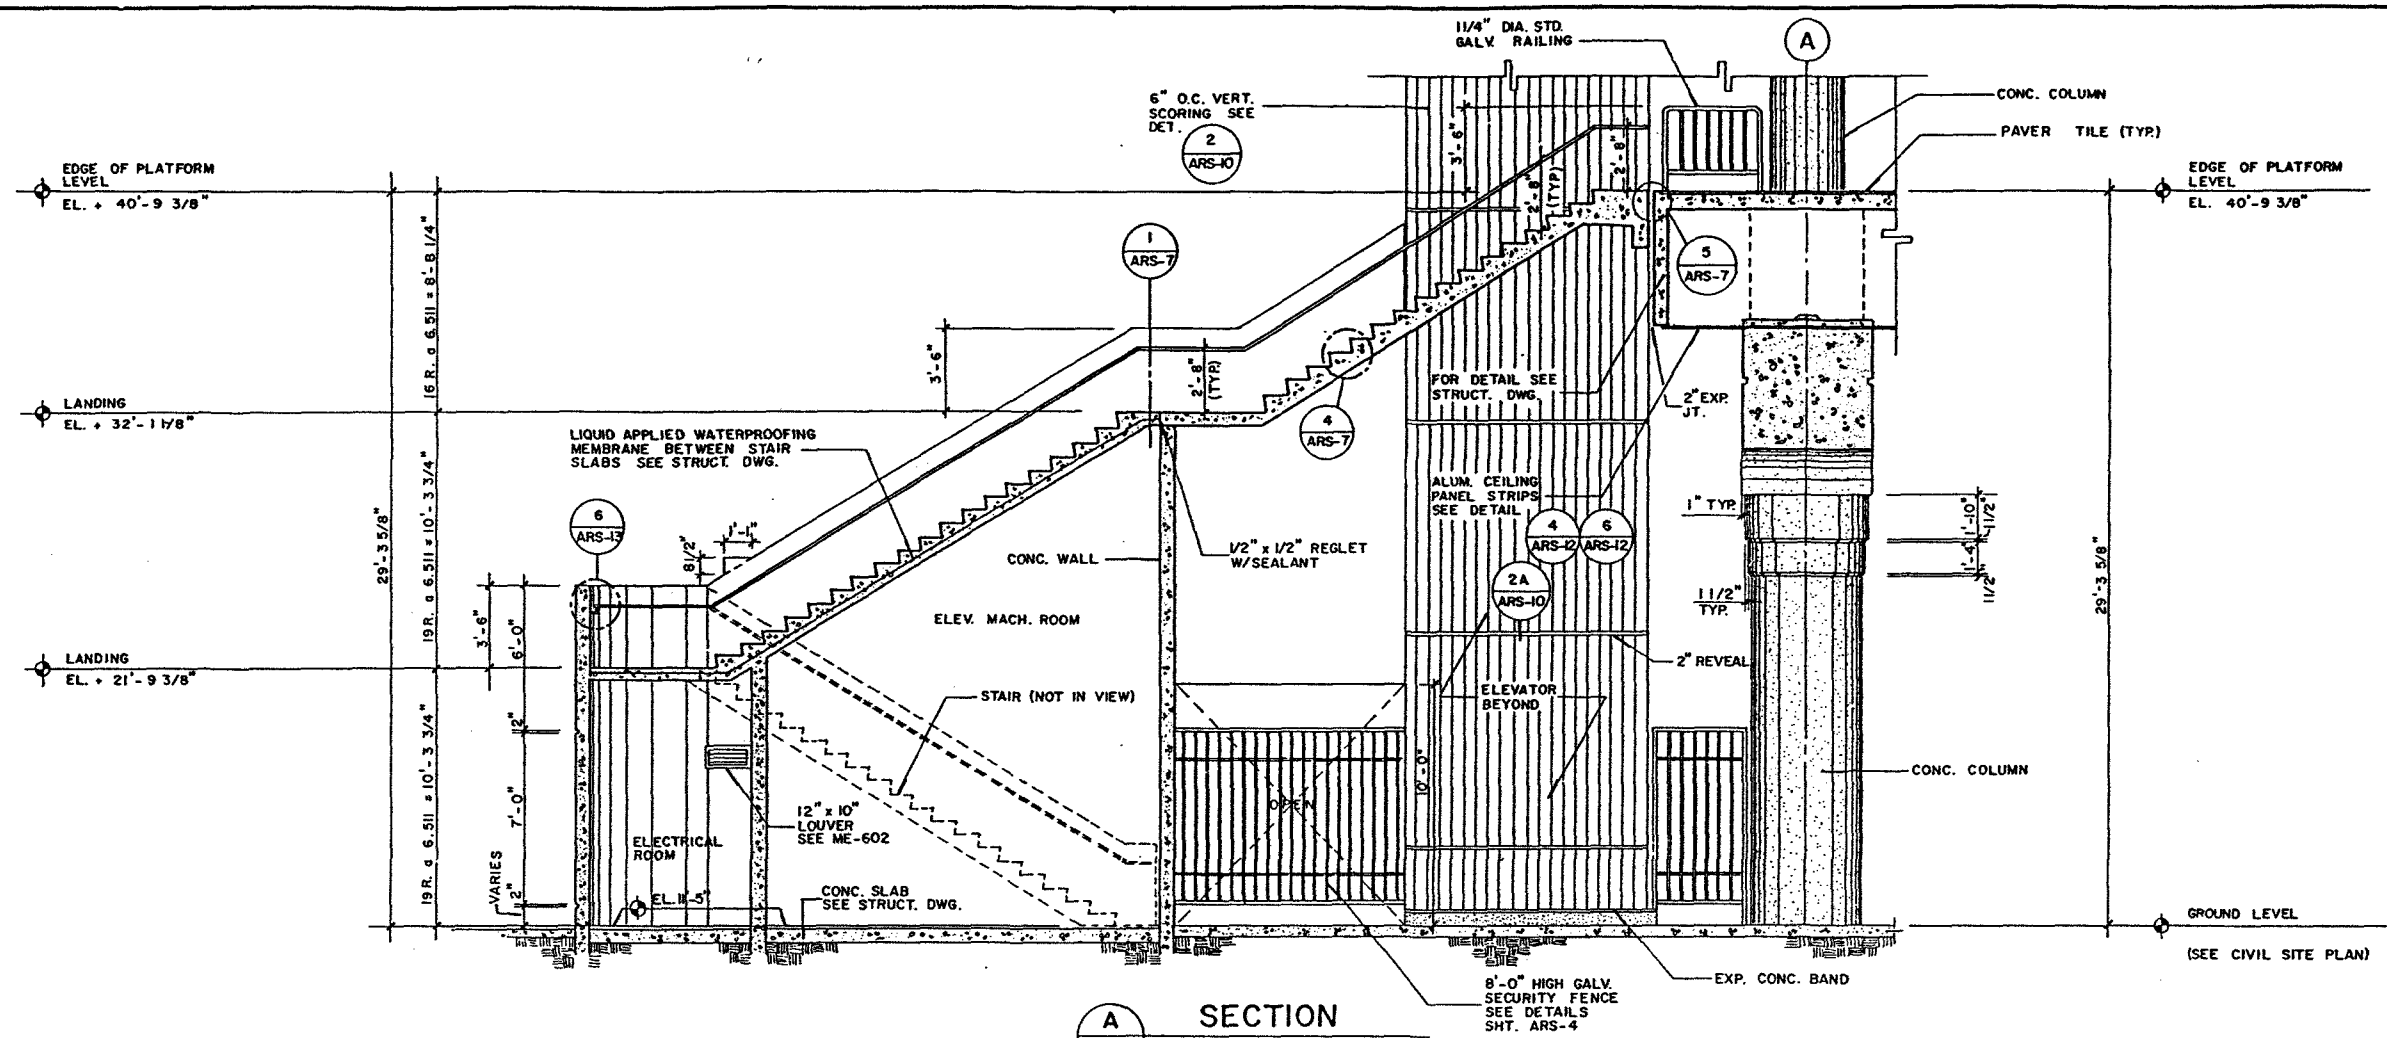 11/4" DIA. STD.
GALV. RAILING
A
6" O.C. VERT.
SCORING SEE
DET.
2
ARS-10
CONC. COLUMN
PAVER TILE (TYP.)
3'-6"
2'-8"
2'-8"
(TYP.)
EDGE OF PLATFORM
LEVEL
EL. + 40'-9 3/8"
EDGE OF PLATFORM
LEVEL
EL. 40'-9 3/8"
1
ARS-7
5
ARS-7
16 R. @ 6.511 = 8'-8 1/4"
3'-6"
2'-8"
(TYP.)
FOR DETAIL SEE
STRUCT. DWG.
2" EXP.
JT.
4
ARS-7
LANDING
EL. + 32'-1 1/8"
LIQUID APPLIED WATERPROOFING
MEMBRANE BETWEEN STAIR
SLABS SEE STRUCT. DWG.
ALUM. CEILING
PANEL STRIPS
SEE DETAIL
4
ARS-12
6
ARS-12
1" TYP.
1'-10"
11/2"
1'-4"
11/2"
6
ARS-13
1'-1"
8 1/2"
29'-3 5/8"
19 R. @ 6.511 = 10'-3 3/4"
CONC. WALL
1/2" x 1/2" REGLET
W/SEALANT
2A
ARS-10
1 1/2"
TYP.
29'-3 5/8"
ELEV. MACH. ROOM
3'-6"
6'-0"
2" REVEAL
LANDING
EL. + 21'-9 3/8"
STAIR (NOT IN VIEW)
ELEVATOR
BEYOND
2"
10'-0"
CONC. COLUMN
OPEN
12" x 10"
LOUVER
SEE ME-602
7'-0"
19 R. @ 6.511 = 10'-3 3/4"
ELECTRICAL
ROOM
VARIES
2"
EL. 11'-5"
CONC. SLAB
SEE STRUCT. DWG.
GROUND LEVEL
(SEE CIVIL SITE PLAN)
EXP. CONC. BAND
8'-0" HIGH GALV.
SECURITY FENCE
SEE DETAILS
SHT. ARS-4
A
SECTION